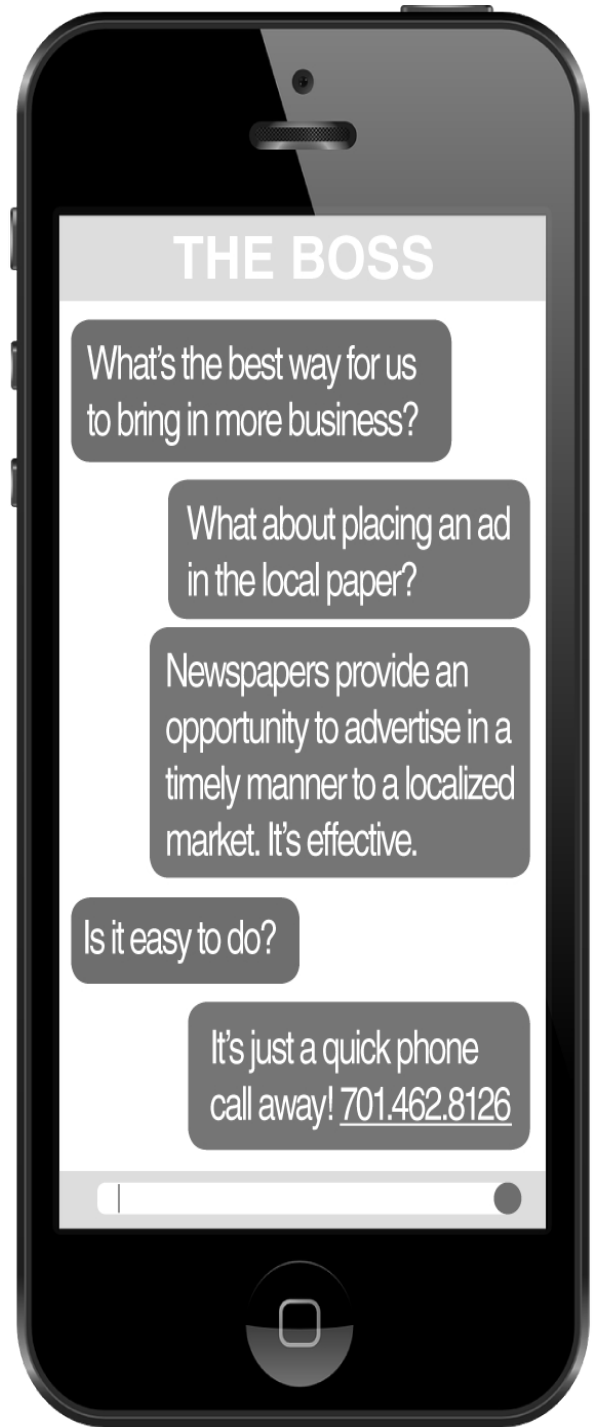 THE BOSS
What's the best way for us
to bring in more business?
What about placing an ad
in the local paper?
Newspapers provide an
opportunity to advertise in a
timely manner to a localized
market. It's effective.
Is it easy to do?
It's just a quick phone
call away! 701.462.8126